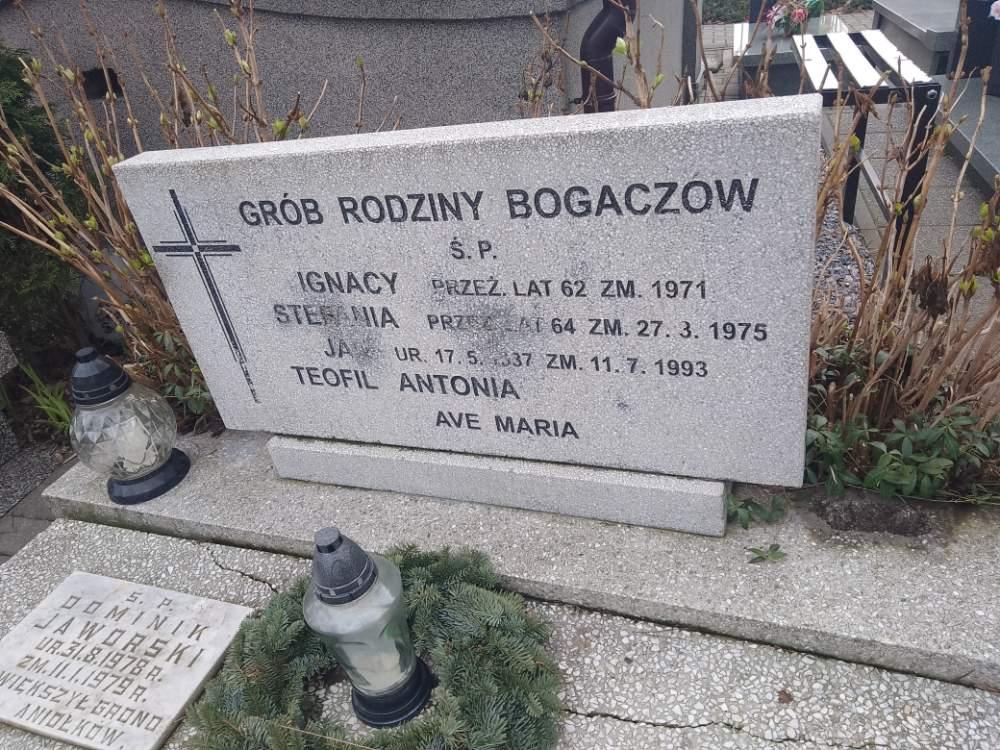 GRÓB RODZINY BOGACZÓW
Ś. P.
IGNACY PRZEŻ. LAT 62 ZM. 1971
STEFANIA PRZEŻ. LAT 64 ZM. 27. 3. 1975
JAN UR. 17. 5. 1937 ZM. 11. 7. 1993
TEOFIL ANTONIA
AVE MARIA
Ś. P.
DOMINIK
JAWORSKI
UR. 31.8.1978 R.
ZM. 11.1.1979 R.
WIĘKSZYŁ GRONO
ANIOŁKÓW.